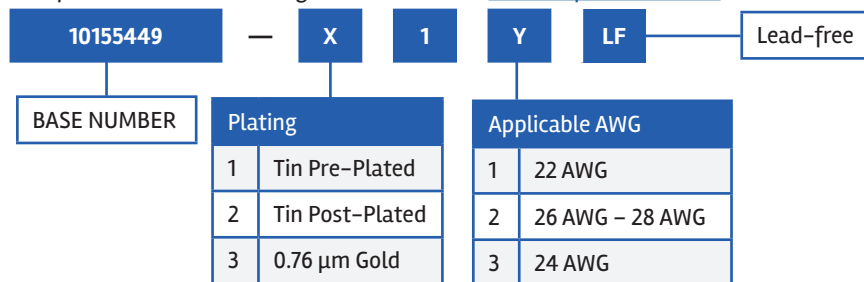 10155449 — X 1 Y LF Lead-free
BASE NUMBER
Plating
1 Tin Pre-Plated
2 Tin Post-Plated
3 0.76 µm Gold
Applicable AWG
1 22 AWG
2 26 AWG – 28 AWG
3 24 AWG